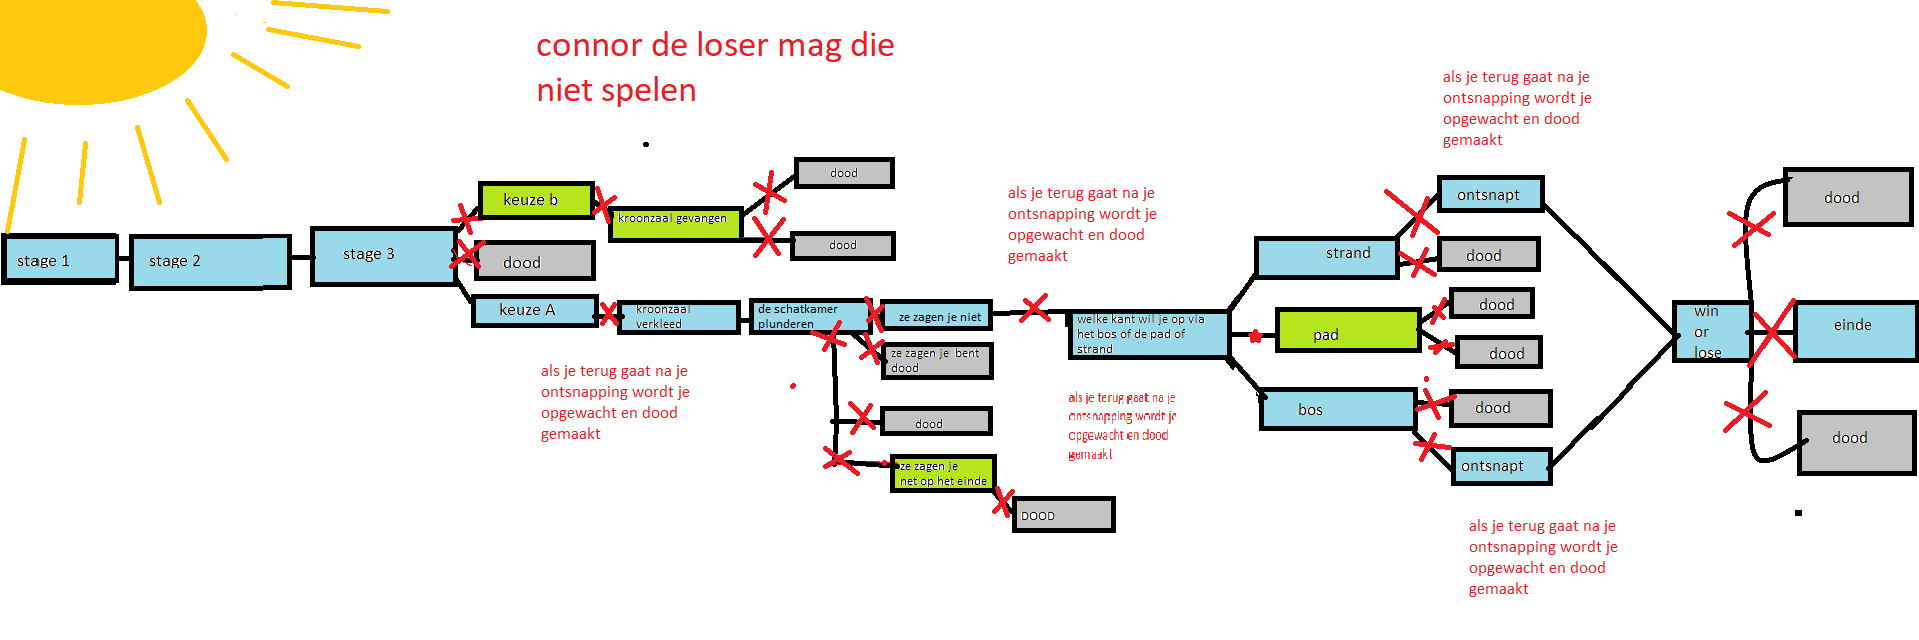 connor de loser mag die
niet spelen
stage 1
stage 2
stage 3
keuze b
dood
keuze A
kroonzaal gevangen
dood
dood
kroonzaal
verkleed
de schatkamer
plunderen
ze zagen je niet
ze zagen je bent
dood
dood
ze zagen je
net op het einde
DOOD
als je terug gaat na je
ontsnapping wordt je
opgewacht en dood
gemaakt
als je terug gaat na je
ontsnapping wordt je
opgewacht en dood
gemaakt
welke kant wil je op via
het bos of de pad of
strand
als je terug gaat na je
ontsnapping wordt je
opgewacht en dood
gemaakt
strand
pad
bos
als je terug gaat na je
ontsnapping wordt je
opgewacht en dood
gemaakt
ontsnapt
dood
dood
dood
dood
ontsnapt
als je terug gaat na je
ontsnapping wordt je
opgewacht en dood
gemaakt
win
or
lose
dood
einde
dood